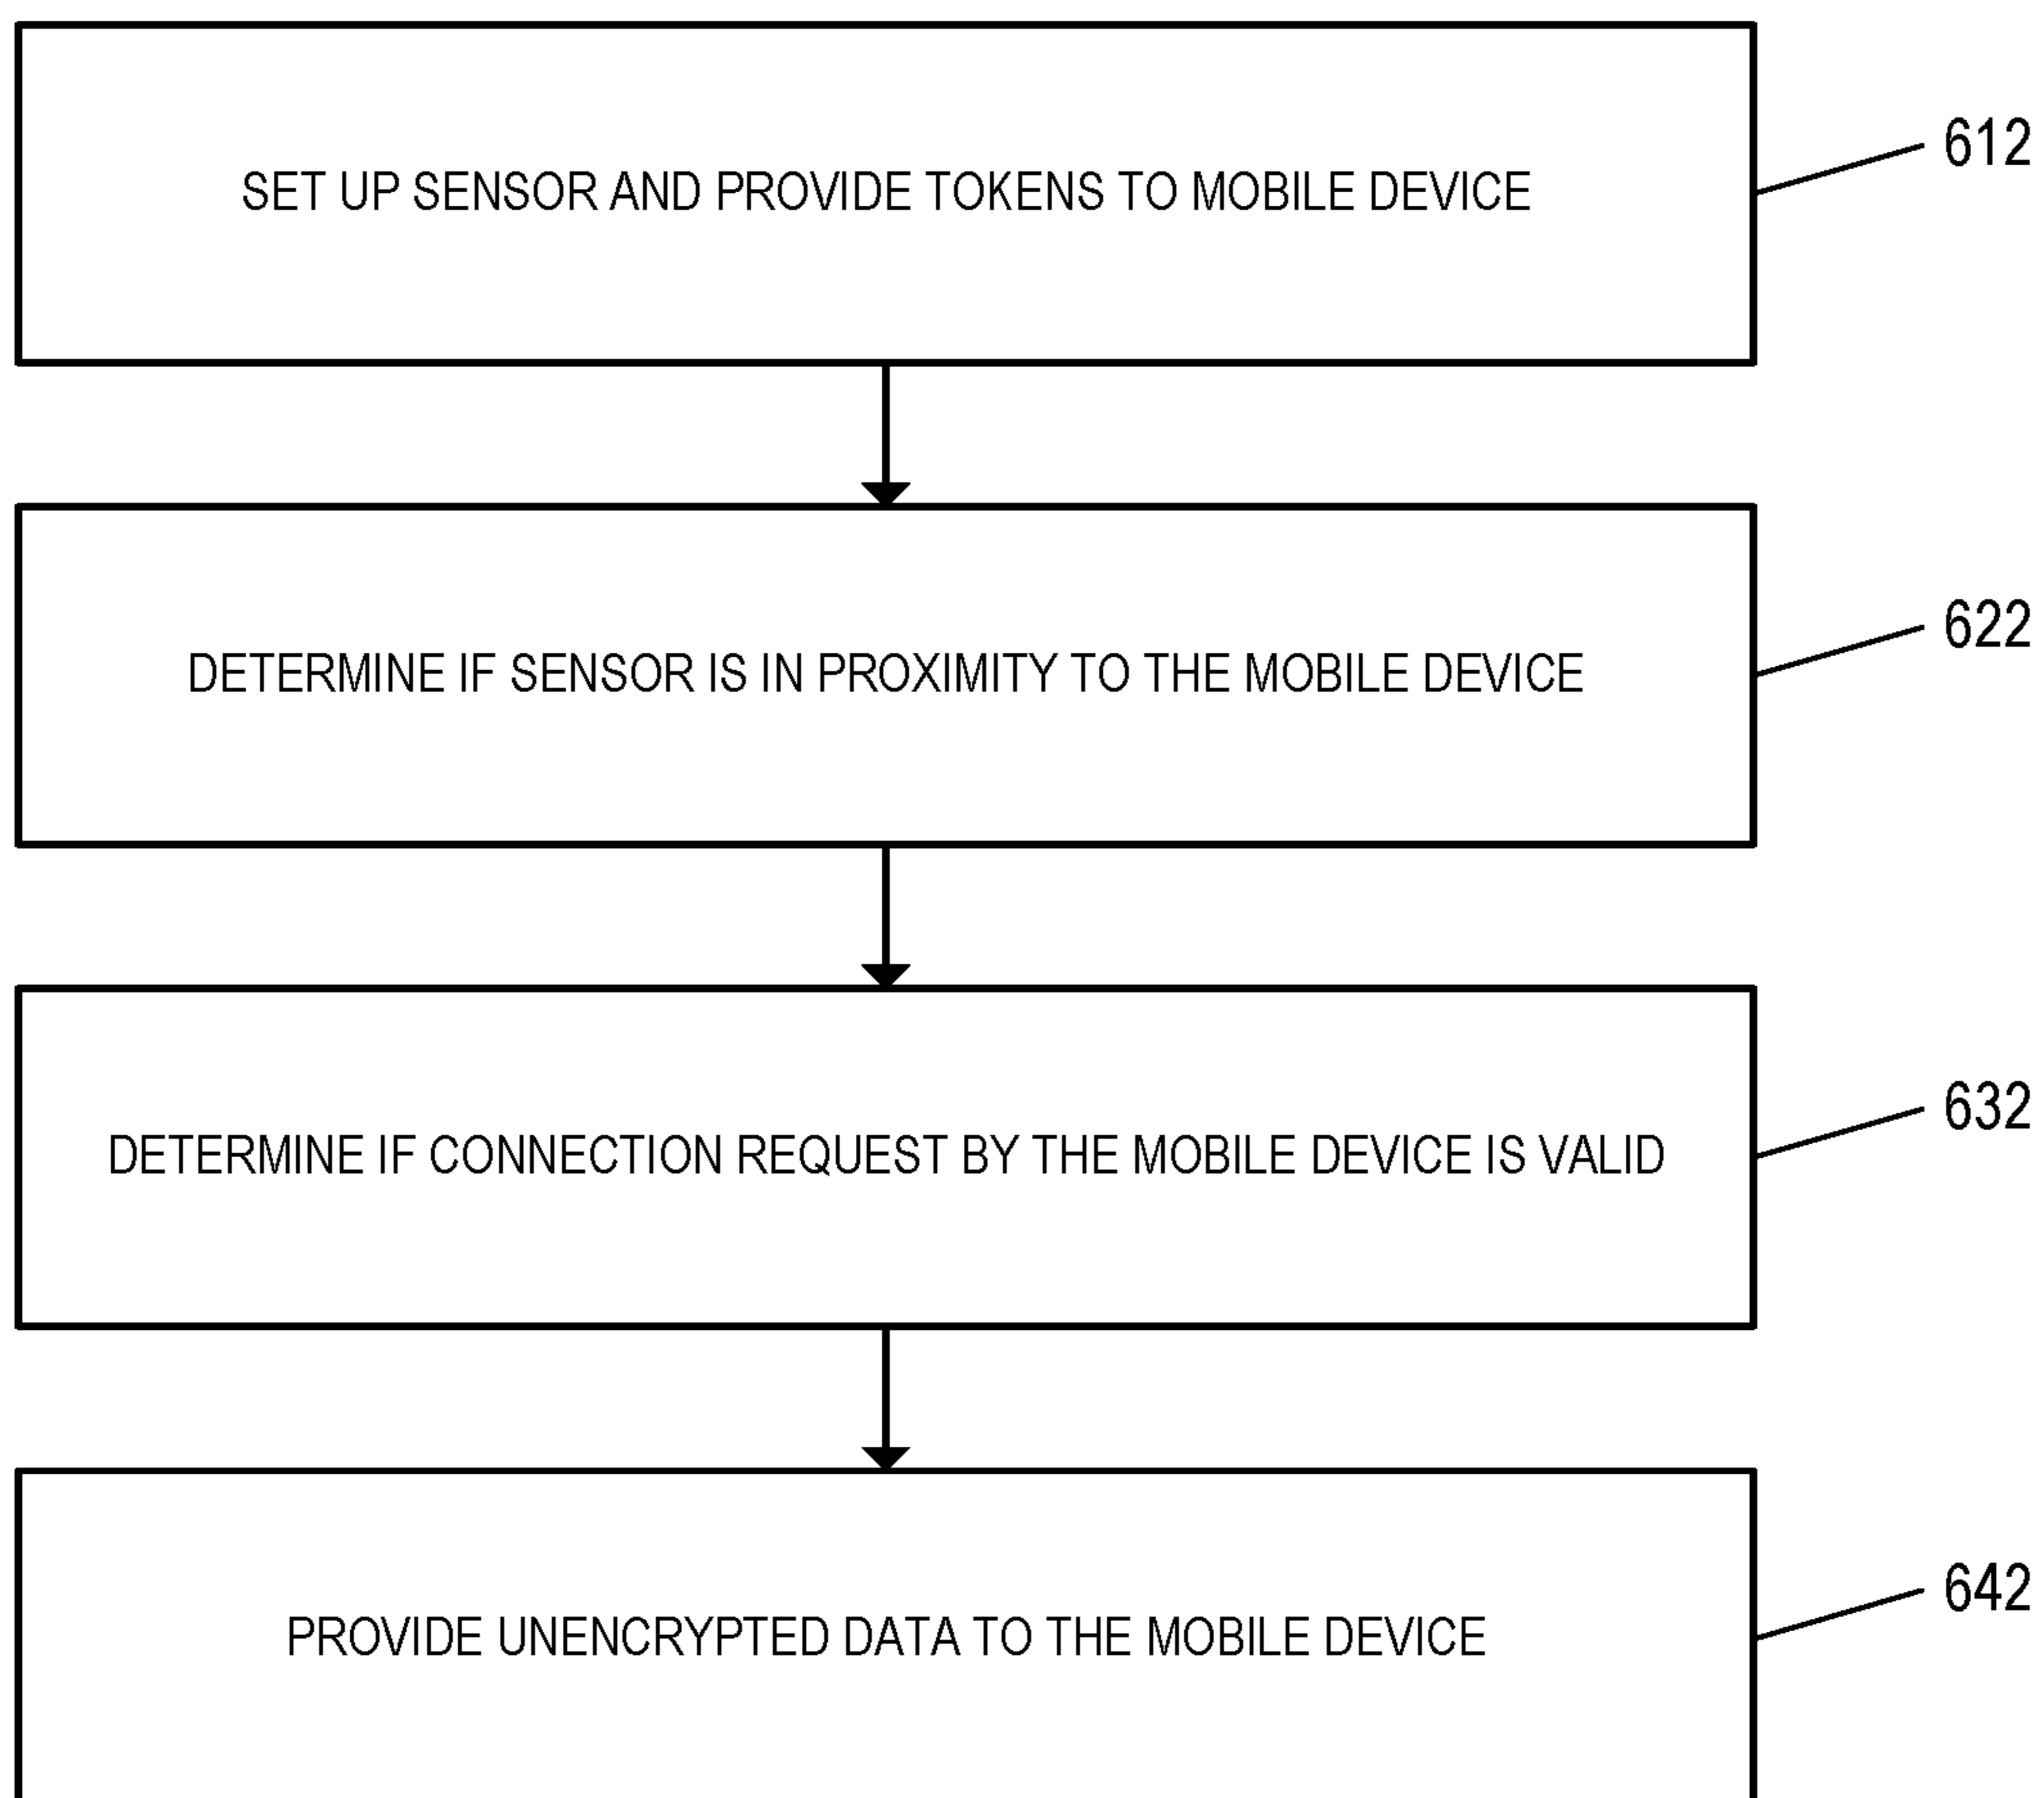 SET UP SENSOR AND PROVIDE TOKENS TO MOBILE DEVICE
612
DETERMINE IF SENSOR IS IN PROXIMITY TO THE MOBILE DEVICE
622
DETERMINE IF CONNECTION REQUEST BY THE MOBILE DEVICE IS VALID
632
PROVIDE UNENCRYPTED DATA TO THE MOBILE DEVICE
642